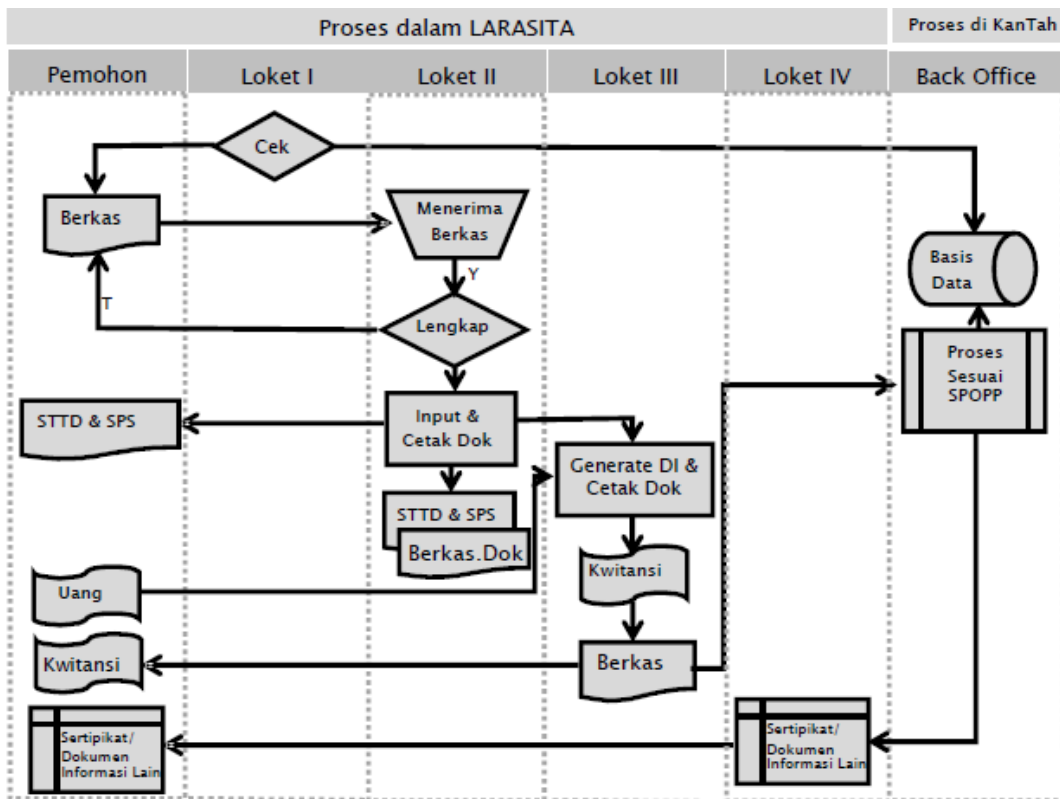 Proses dalam LARASITA
Proses di KanTah
Pemohon
Loket I
Loket II
Loket III
Loket IV
Back Office
Cek
Berkas
Menerima
Berkas
Y
T
Lengkap
Basis
Data
Proses
Sesuai
SPOPP
STTD & SPS
Input &
Cetak Dok
Generate DI &
Cetak Dok
STTD & SPS
Berkas.Dok
Kwitansi
Uang
Kwitansi
Berkas
Sertipikat/
Dokumen
Informasi Lain
Sertipikat/
Dokumen
Informasi Lain